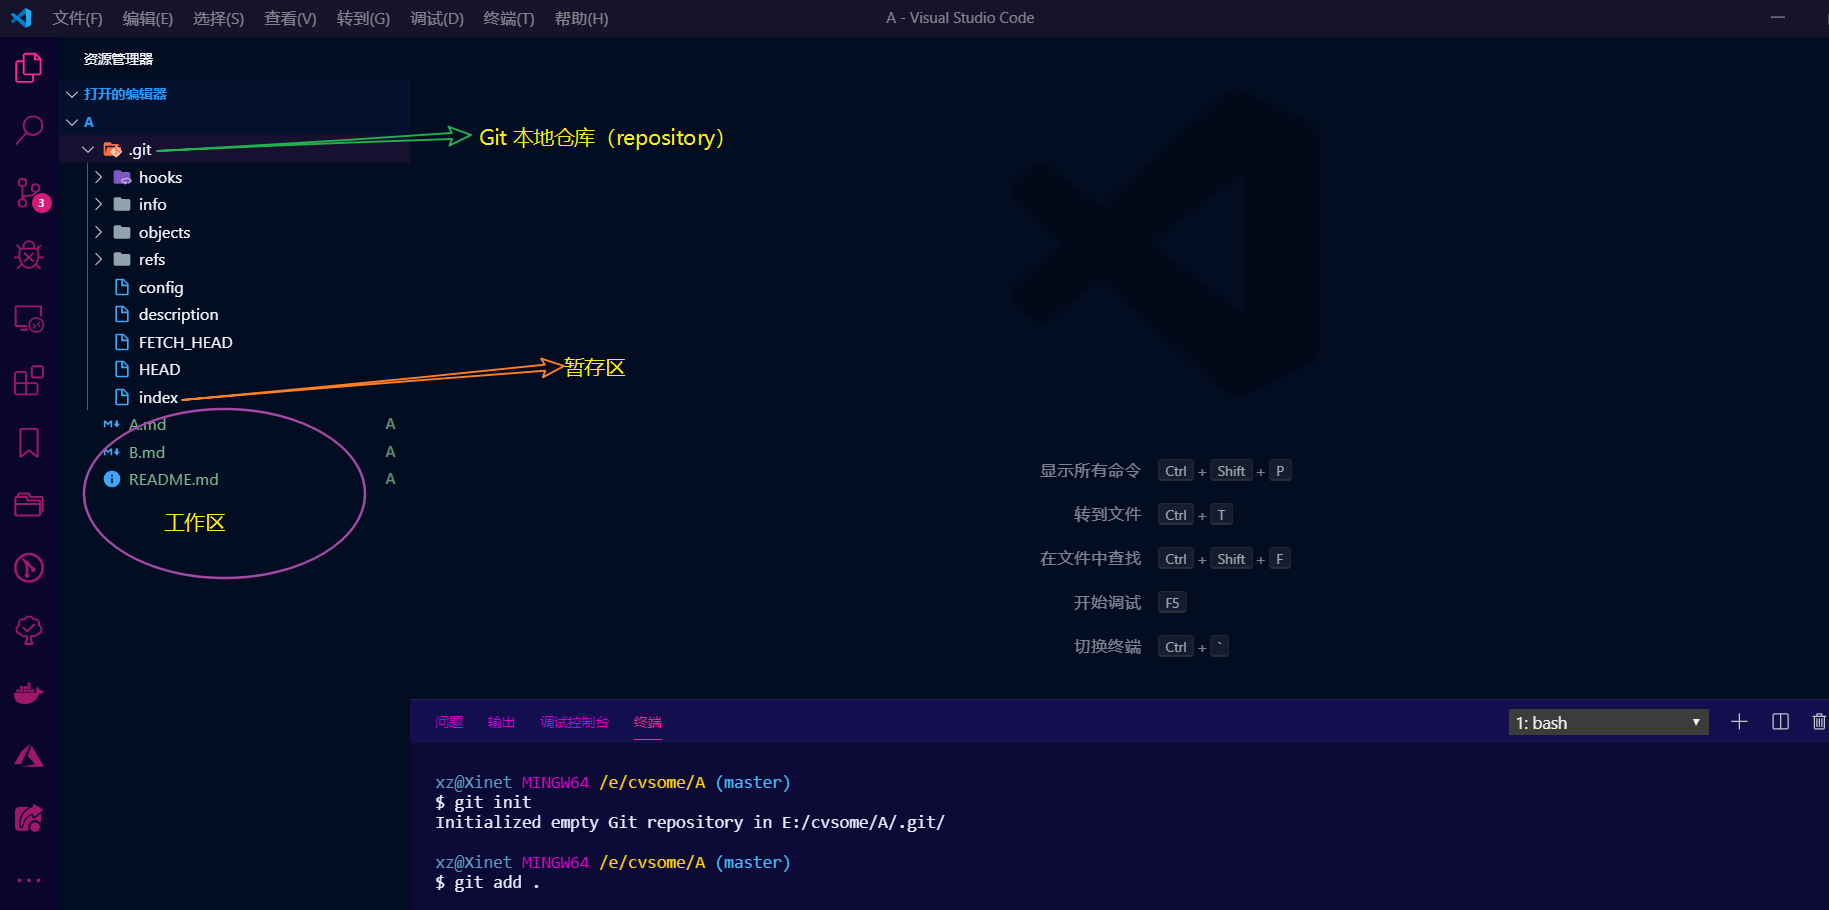 文件(F) 编辑(E) 选择(S) 查看(V) 转到(G) 调试(D) 终端(T) 帮助(H) A - Visual Studio Code
资源管理器
打开的编辑器
A
.git
Git 本地仓库（repository）
hooks
info
objects
refs
config
description
FETCH_HEAD
HEAD
index
暂存区
A.md A
B.md A
README.md A
工作区
3
显示所有命令 Ctrl + Shift + P
转到文件 Ctrl + T
在文件中查找 Ctrl + Shift + F
开始调试 F5
切换终端 Ctrl + `
问题 输出 调试控制台 终端 1: bash
xz@Xinet MINGW64 /e/cvsome/A (master)
$ git init
Initialized empty Git repository in E:/cvsome/A/.git/
xz@Xinet MINGW64 /e/cvsome/A (master)
$ git add .